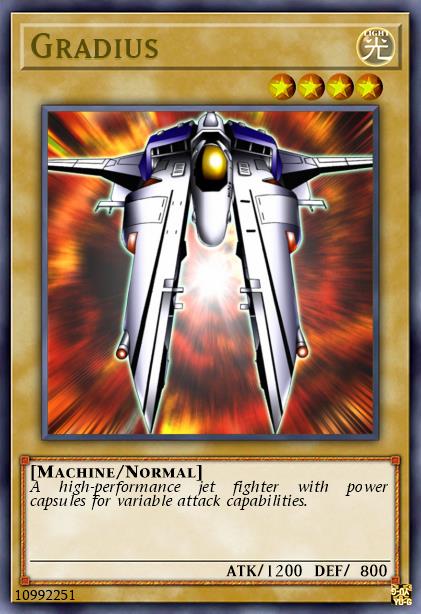 GRADIUS
LIGHT
光
[MACHINE/NORMAL]
A high-performance jet fighter with power
capsules for variable attack capabilities.
ATK/1200 DEF/ 800
10992251